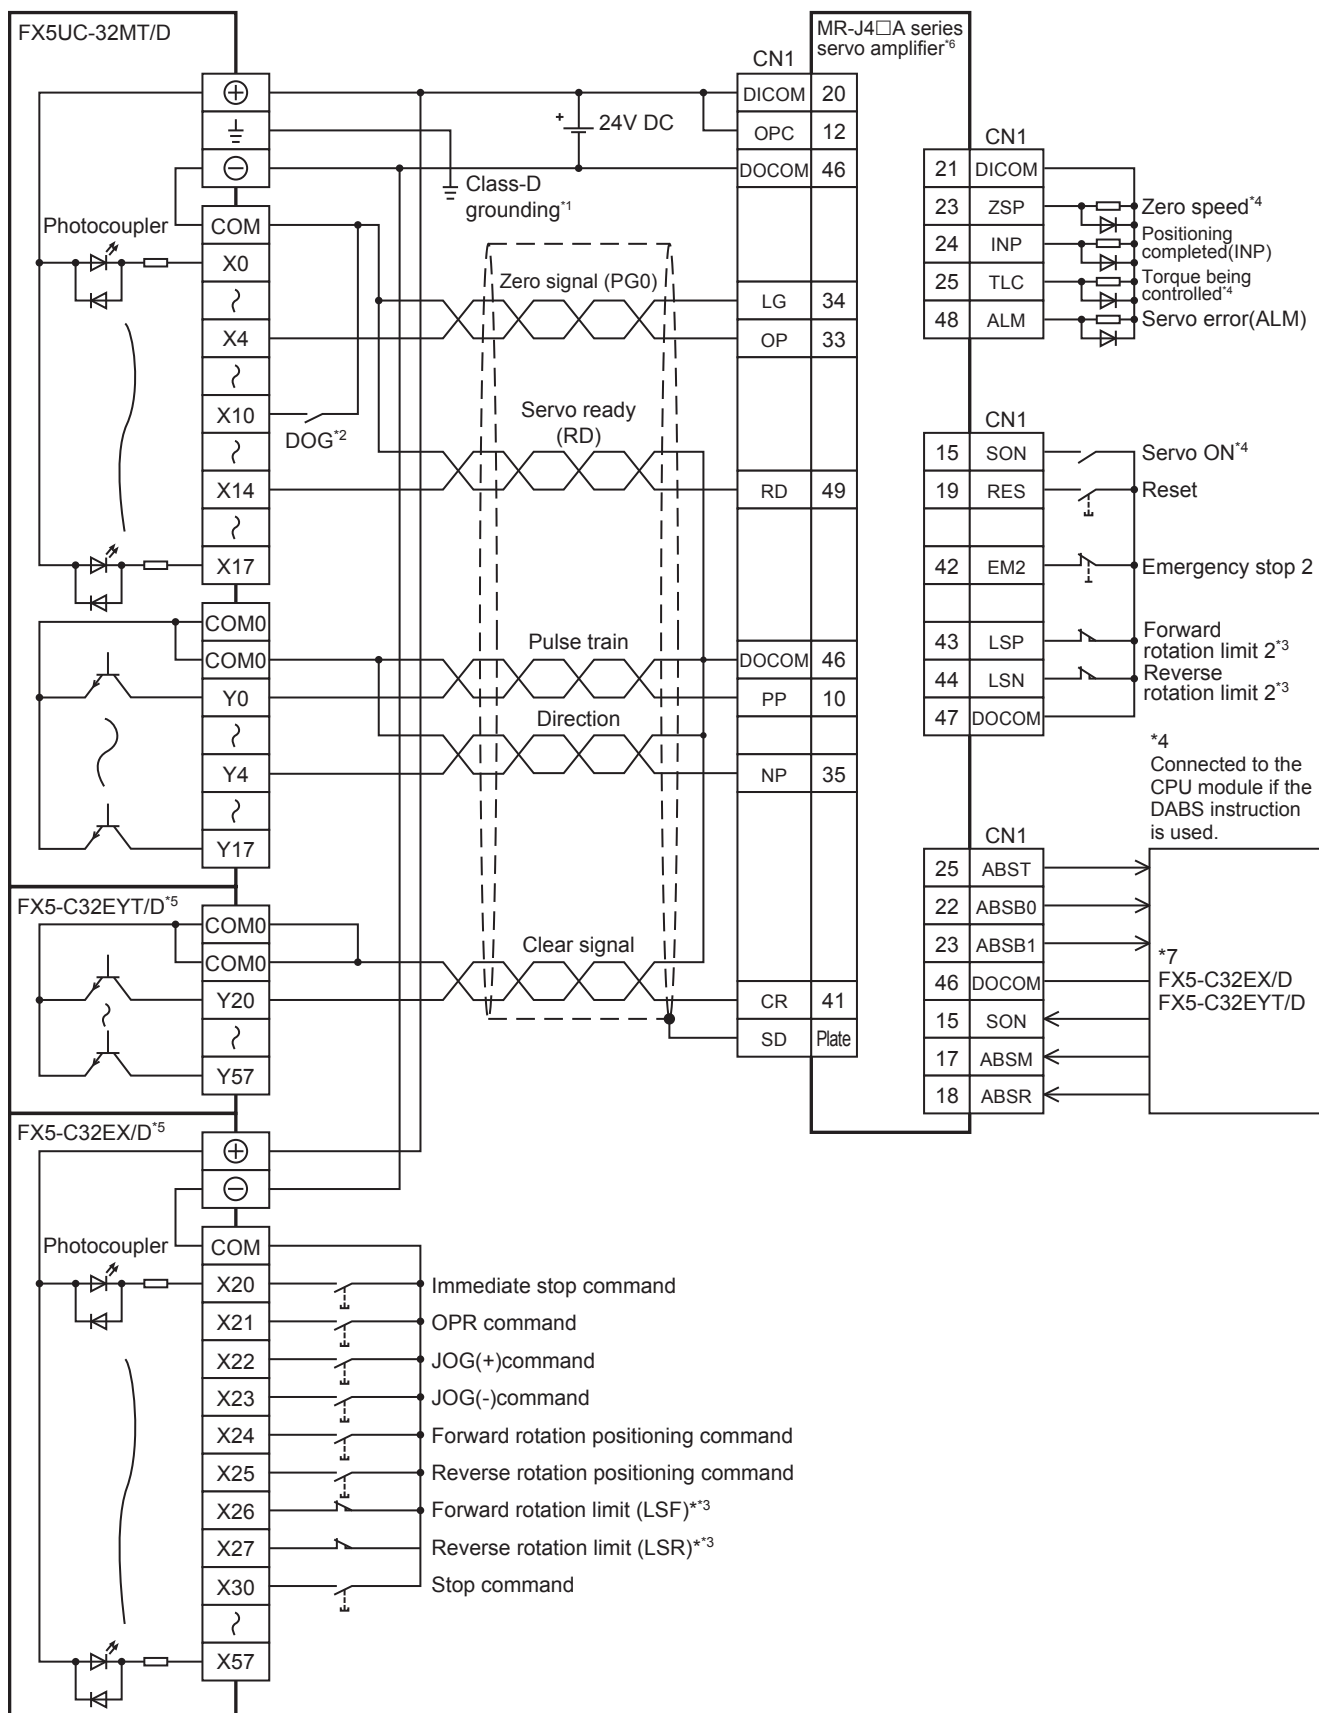 FX5UC-32MT/D
COM
Photocoupler
X0
X4
X10
X14
X17
COM0
COM0
Y0
Y4
Y17
DOG*2
24V DC
Class-D
grounding*1
Zero signal (PG0)
Servo ready
(RD)
Pulse train
Direction
Clear signal
FX5-C32EYT/D*5
COM0
COM0
Y20
Y57
FX5-C32EX/D*5
Photocoupler
COM
X20 Immediate stop command
X21 OPR command
X22 JOG(+)command
X23 JOG(-)command
X24 Forward rotation positioning command
X25 Reverse rotation positioning command
X26 Forward rotation limit (LSF)**3
X27 Reverse rotation limit (LSR)**3
X30 Stop command
X57
MR-J4□A series
servo amplifier*6
CN1
DICOM 20
OPC 12
DOCOM 46
LG 34
OP 33
RD 49
DOCOM 46
PP 10
NP 35
CR 41
SD Plate
CN1
21 DICOM
23 ZSP Zero speed*4
24 INP Positioning
completed(INP)
25 TLC Torque being
controlled*4
48 ALM Servo error(ALM)
CN1
15 SON Servo ON*4
19 RES Reset
42 EM2 Emergency stop 2
43 LSP Forward
rotation limit 2*3
44 LSN Reverse
rotation limit 2*3
47 DOCOM
*4
Connected to the
CPU module if the
DABS instruction
is used.
CN1
25 ABST
22 ABSB0
23 ABSB1
46 DOCOM
15 SON
17 ABSM
18 ABSR
*7
FX5-C32EX/D
FX5-C32EYT/D